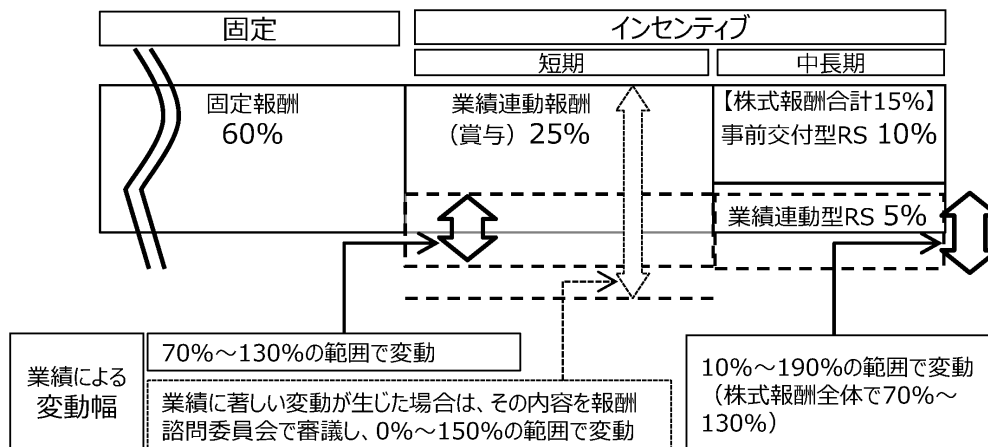 固定
インセンティブ
短期
中長期
固定報酬
60%
業績連動報酬
（賞与）25%
【株式報酬合計15%】
事前交付型RS 10%
業績連動型RS 5%
業績による
変動幅
70%～130%の範囲で変動
業績に著しい変動が生じた場合は、その内容を報酬
諮問委員会で審議し、0%～150%の範囲で変動
10%～190%の範囲で変動
（株式報酬全体で70%～
130%）